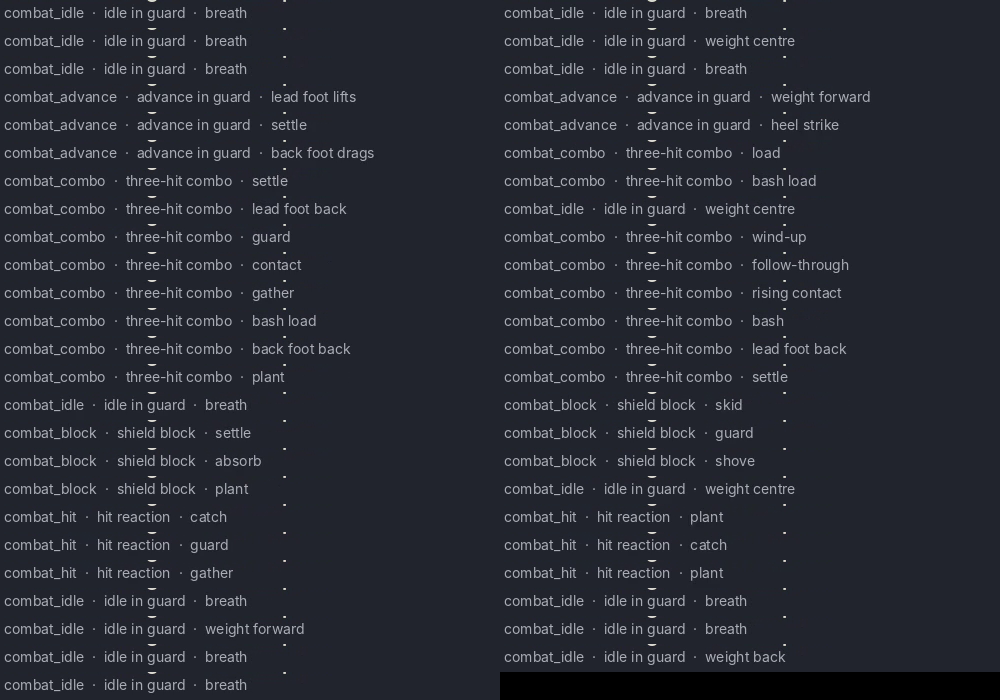 combat_idle · idle in guard · breath
combat_idle · idle in guard · breath
combat_idle · idle in guard · breath
combat_idle · idle in guard · weight centre
combat_idle · idle in guard · breath
combat_idle · idle in guard · breath
combat_advance · advance in guard · lead foot lifts
combat_advance · advance in guard · weight forward
combat_advance · advance in guard · settle
combat_advance · advance in guard · heel strike
combat_advance · advance in guard · back foot drags
combat_combo · three-hit combo · load
combat_combo · three-hit combo · settle
combat_combo · three-hit combo · bash load
combat_combo · three-hit combo · lead foot back
combat_idle · idle in guard · weight centre
combat_combo · three-hit combo · guard
combat_combo · three-hit combo · wind-up
combat_combo · three-hit combo · contact
combat_combo · three-hit combo · follow-through
combat_combo · three-hit combo · gather
combat_combo · three-hit combo · rising contact
combat_combo · three-hit combo · bash load
combat_combo · three-hit combo · bash
combat_combo · three-hit combo · back foot back
combat_combo · three-hit combo · lead foot back
combat_combo · three-hit combo · plant
combat_combo · three-hit combo · settle
combat_idle · idle in guard · breath
combat_block · shield block · skid
combat_block · shield block · settle
combat_block · shield block · guard
combat_block · shield block · absorb
combat_block · shield block · shove
combat_block · shield block · plant
combat_idle · idle in guard · weight centre
combat_hit · hit reaction · catch
combat_hit · hit reaction · plant
combat_hit · hit reaction · guard
combat_hit · hit reaction · catch
combat_hit · hit reaction · gather
combat_hit · hit reaction · plant
combat_idle · idle in guard · breath
combat_idle · idle in guard · breath
combat_idle · idle in guard · weight forward
combat_idle · idle in guard · breath
combat_idle · idle in guard · breath
combat_idle · idle in guard · weight back
combat_idle · idle in guard · breath